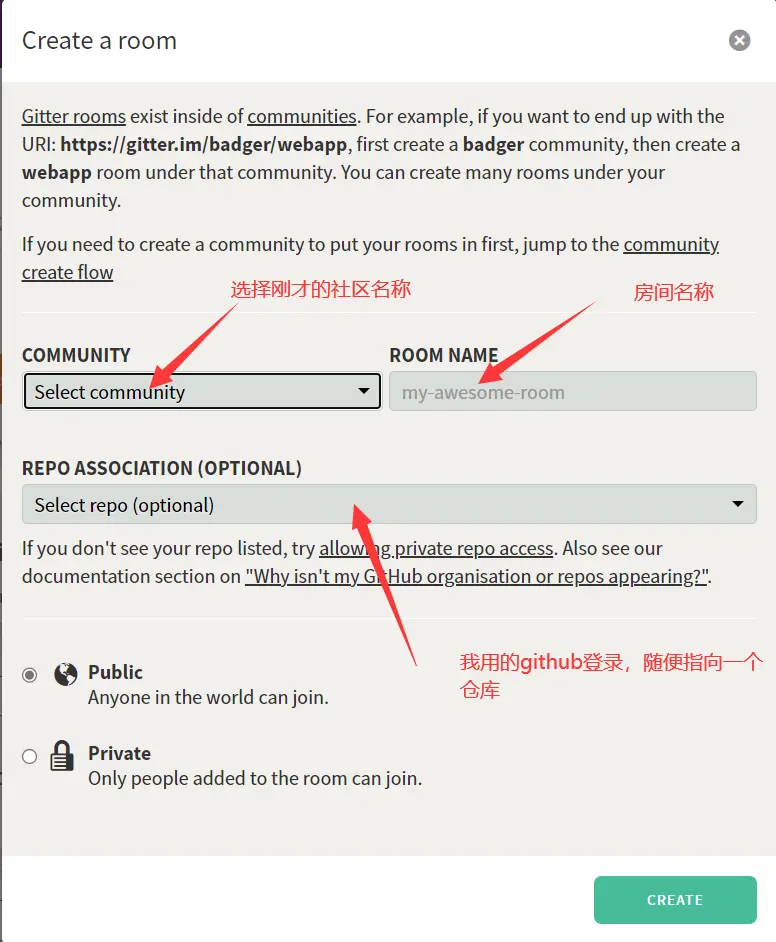 Create a room
Gitter rooms exist inside of communities. For example, if you want to end up with the
URI: https://gitter.im/badger/webapp, first create a badger community, then create a
webapp room under that community. You can create many rooms under your
community.
If you need to create a community to put your rooms in first, jump to the community
create flow
选择刚才的社区名称
房间名称
COMMUNITY
ROOM NAME
Select community
my-awesome-room
REPO ASSOCIATION (OPTIONAL)
Select repo (optional)
If you don't see your repo listed, try allowing private repo access. Also see our
documentation section on "Why isn't my GitHub organisation or repos appearing?".
我用的github登录，随便指向一个
仓库
Public
Anyone in the world can join.
Private
Only people added to the room can join.
CREATE